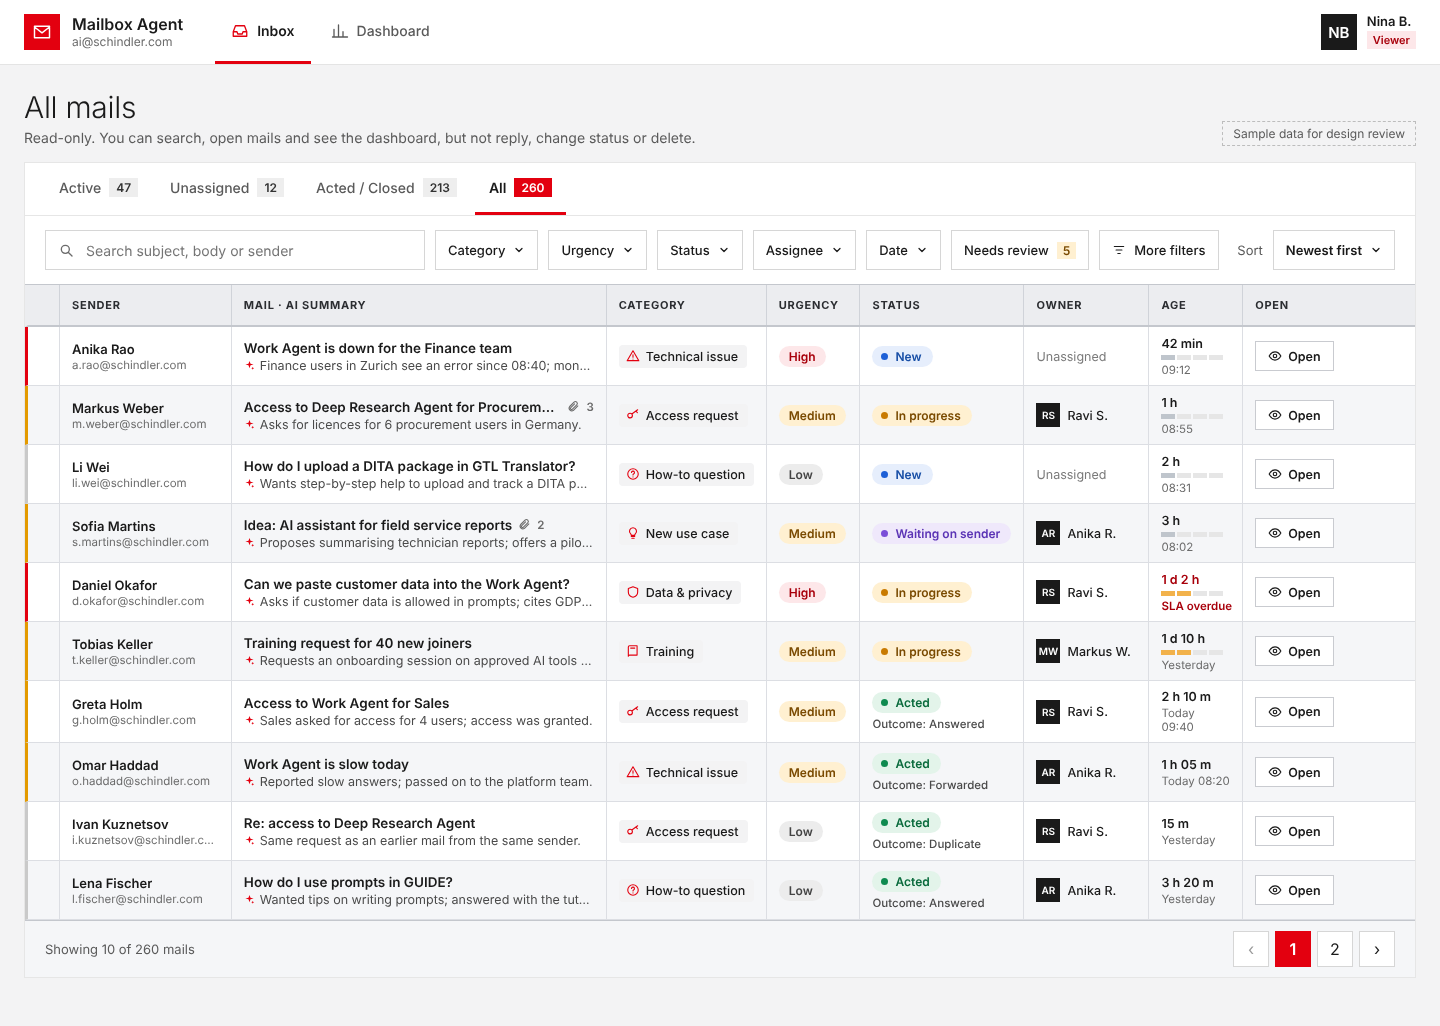 Mailbox Agent
ai@schindler.com
Inbox
Dashboard
NB
Nina B.
Viewer
All mails
Read-only. You can search, open mails and see the dashboard, but not reply, change status or delete.
Sample data for design review
Active 47
Unassigned 12
Acted / Closed 213
All 260
Search subject, body or sender
Category
Urgency
Status
Assignee
Date
Needs review 5
More filters
Sort
Newest first
SENDER MAIL · AI SUMMARY CATEGORY URGENCY STATUS OWNER AGE OPEN
Anika Rao
a.rao@schindler.com
Work Agent is down for the Finance team
Finance users in Zurich see an error since 08:40; mon...
Technical issue
High
New
Unassigned
42 min
09:12
Open
Markus Weber
m.weber@schindler.com
Access to Deep Research Agent for Procurem... 3
Asks for licences for 6 procurement users in Germany.
Access request
Medium
In progress
RS Ravi S.
1 h
08:55
Open
Li Wei
li.wei@schindler.com
How do I upload a DITA package in GTL Translator?
Wants step-by-step help to upload and track a DITA p...
How-to question
Low
New
Unassigned
2 h
08:31
Open
Sofia Martins
s.martins@schindler.com
Idea: AI assistant for field service reports 2
Proposes summarising technician reports; offers a pilo...
New use case
Medium
Waiting on sender
AR Anika R.
3 h
08:02
Open
Daniel Okafor
d.okafor@schindler.com
Can we paste customer data into the Work Agent?
Asks if customer data is allowed in prompts; cites GDP...
Data & privacy
High
In progress
RS Ravi S.
1 d 2 h
SLA overdue
Open
Tobias Keller
t.keller@schindler.com
Training request for 40 new joiners
Requests an onboarding session on approved AI tools ...
Training
Medium
In progress
MW Markus W.
1 d 10 h
Yesterday
Open
Greta Holm
g.holm@schindler.com
Access to Work Agent for Sales
Sales asked for access for 4 users; access was granted.
Access request
Medium
Acted
Outcome: Answered
RS Ravi S.
2 h 10 m
Today
09:40
Open
Omar Haddad
o.haddad@schindler.com
Work Agent is slow today
Reported slow answers; passed on to the platform team.
Technical issue
Medium
Acted
Outcome: Forwarded
AR Anika R.
1 h 05 m
Today 08:20
Open
Ivan Kuznetsov
i.kuznetsov@schindler.c...
Re: access to Deep Research Agent
Same request as an earlier mail from the same sender.
Access request
Low
Acted
Outcome: Duplicate
RS Ravi S.
15 m
Yesterday
Open
Lena Fischer
l.fischer@schindler.com
How do I use prompts in GUIDE?
Wanted tips on writing prompts; answered with the tut...
How-to question
Low
Acted
Outcome: Answered
AR Anika R.
3 h 20 m
Yesterday
Open
Showing 10 of 260 mails
‹ 1 2 ›